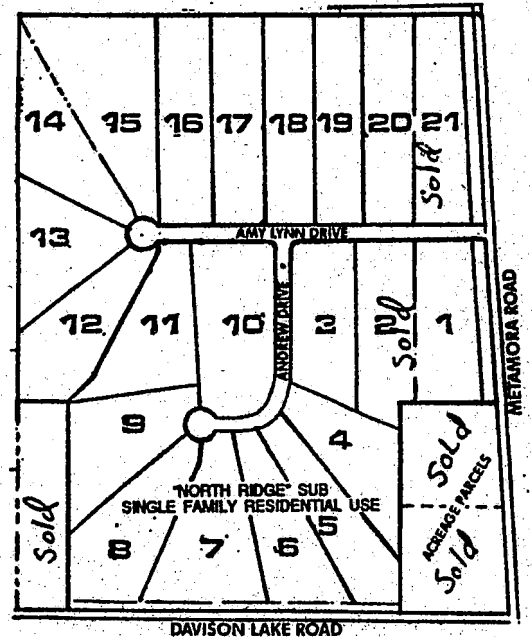 14 15 16 17 18 19 20 21
Sold
AMY LYNN DRIVE
13
12 11 10 3 2 1
Sold
ANDREW DRIVE
METAMORA ROAD
9
4
Sold
ACREAGE PARCELS
Sold
"NORTH RIDGE" SUB
SINGLE FAMILY RESIDENTIAL USE
Sold
8 7 6 5
DAVISON LAKE ROAD